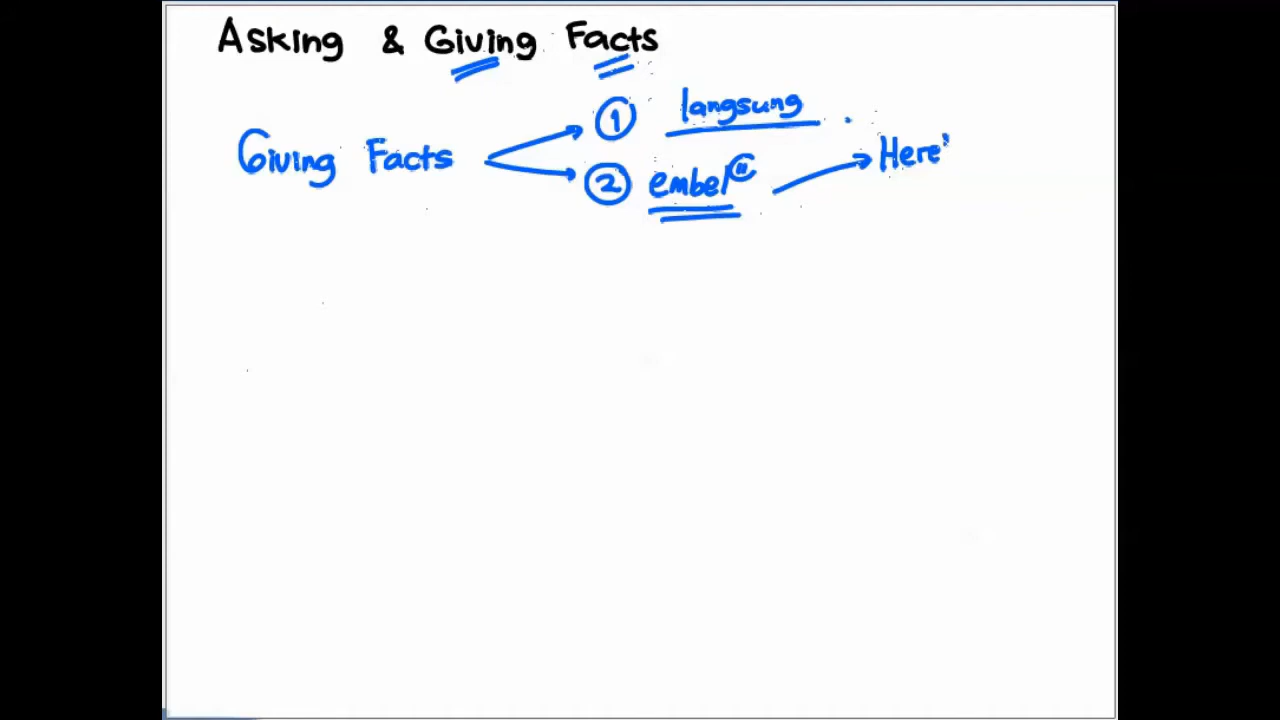 Asking & Giving Facts
① langsung
Giving Facts
② embel"
Here'